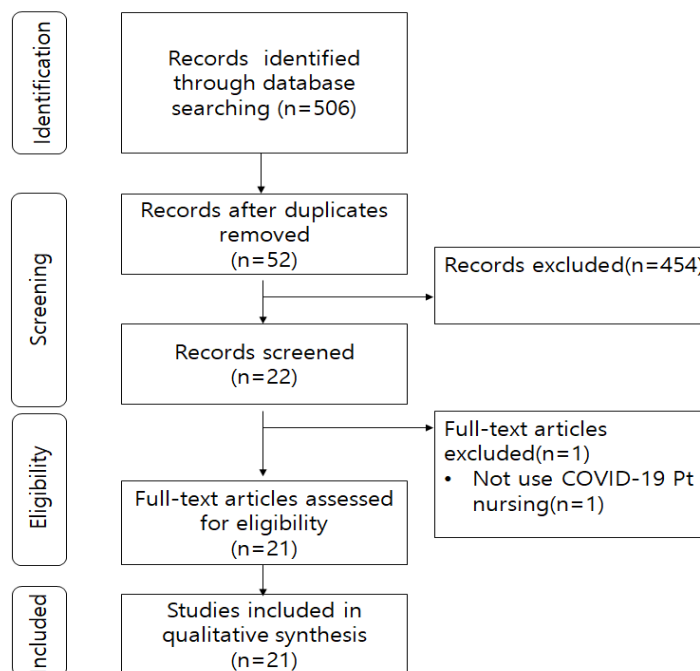 Identification
Records identified
through database
searching (n=506)
Screening
Records after duplicates
removed
(n=52)
Records excluded(n=454)
Records screened
(n=22)
Eligibility
Full-text articles
excluded(n=1)
• Not use COVID-19 Pt
nursing(n=1)
Full-text articles assessed
for eligibility
(n=21)
ncluded
Studies included in
qualitative synthesis
(n=21)